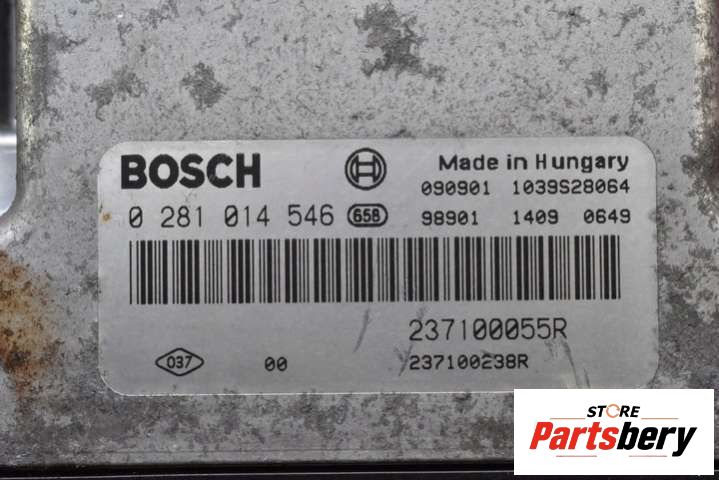 BOSCH Made in Hungary
090901 1039S28064
0 281 014 546 658 98901 1409 0649
237100055R
037 00 237100238R
STORE
Partsbery